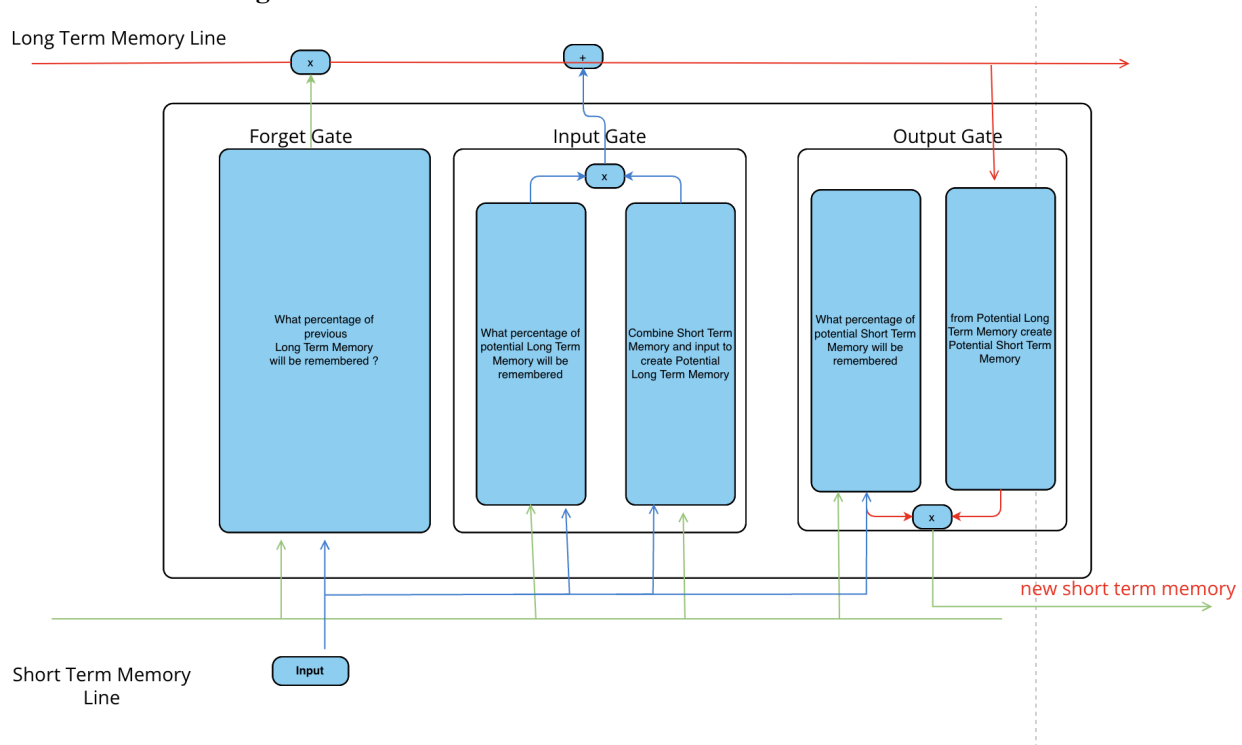 Long Term Memory Line
x
+
Forget Gate
Input Gate
Output Gate
x
What percentage of
previous
Long Term Memory
will be remembered ?
What percentage of
potential Long Term
Memory will be
remembered
Combine Short Term
Memory and input to
create Potential
Long Term Memory
What percentage of
potential Short Term
Memory will be
remembered
from Potential Long
Term Memory create
Potential Short Term
Memory
x
new short term memory
Short Term Memory
Line
Input